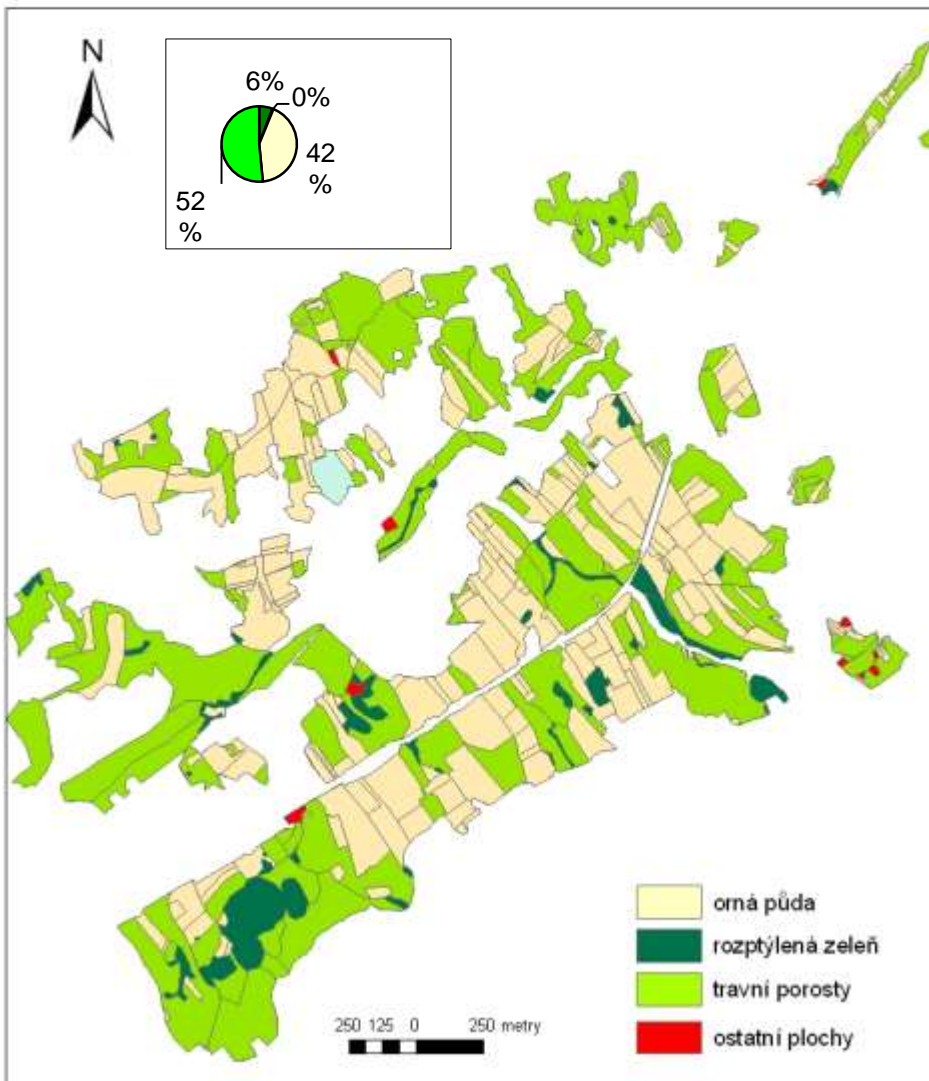 N
6%
0%
42
%
52
%
orná půda
rozptýlená zeleň
travní porosty
ostatní plochy
250 125 0 250 metry